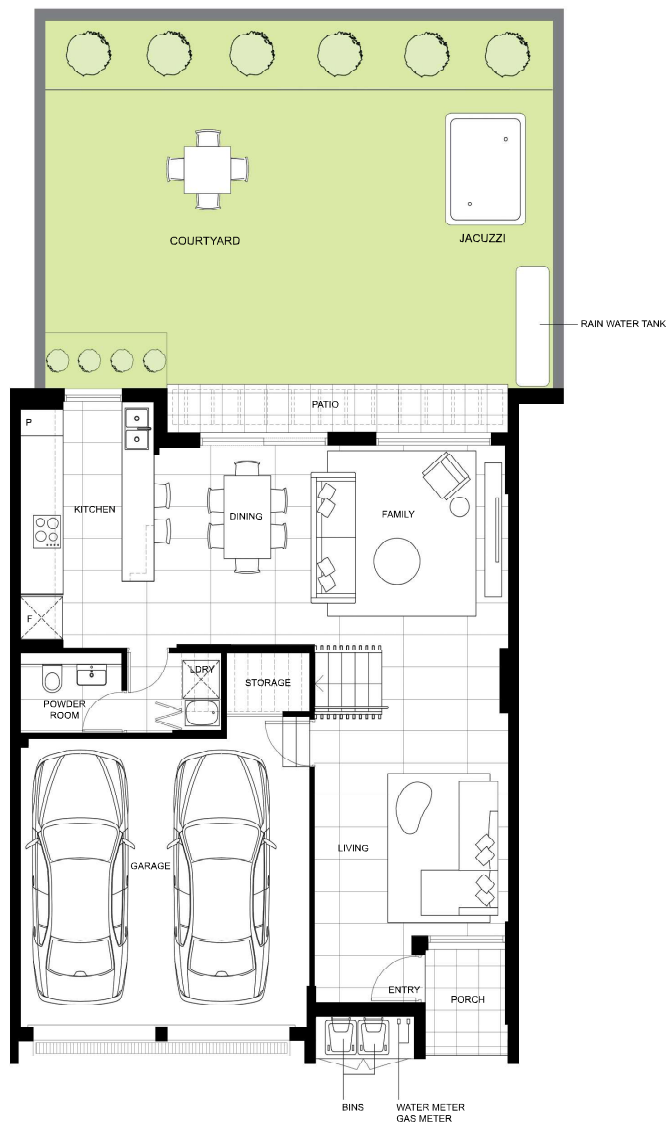 COURTYARD
JACUZZI
RAIN WATER TANK
PATIO
P
KITCHEN
DINING
FAMILY
F
LDRY
STORAGE
POWDER
ROOM
LIVING
GARAGE
ENTRY
PORCH
BINS
WATER METER
GAS METER